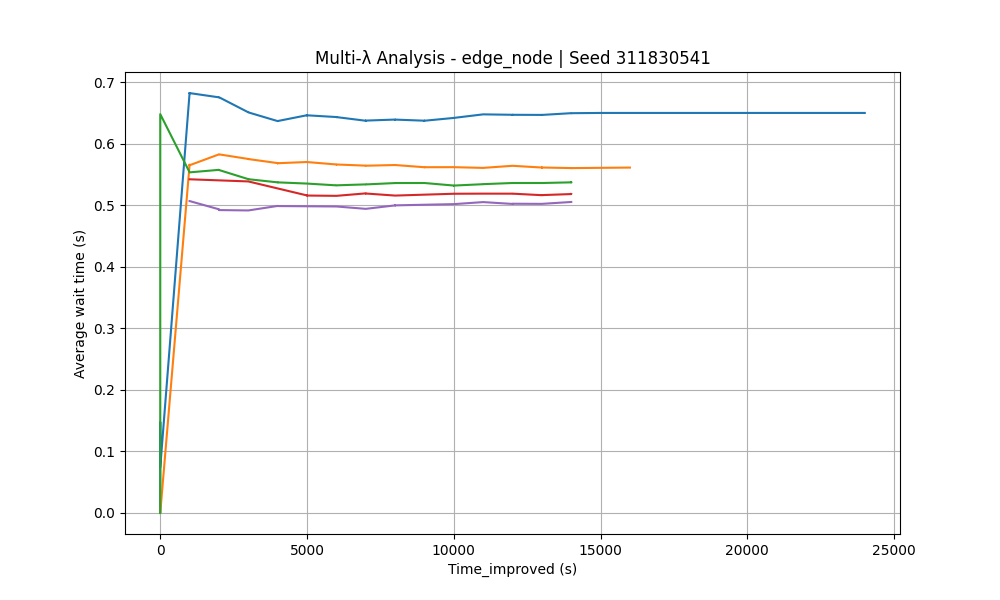 Multi-λ Analysis - edge_node | Seed 311830541
0.7
0.6
0.5
0.4
0.3
0.2
0.1
0.0
Average wait time (s)
0 5000 10000 15000 20000 25000
Time_improved (s)